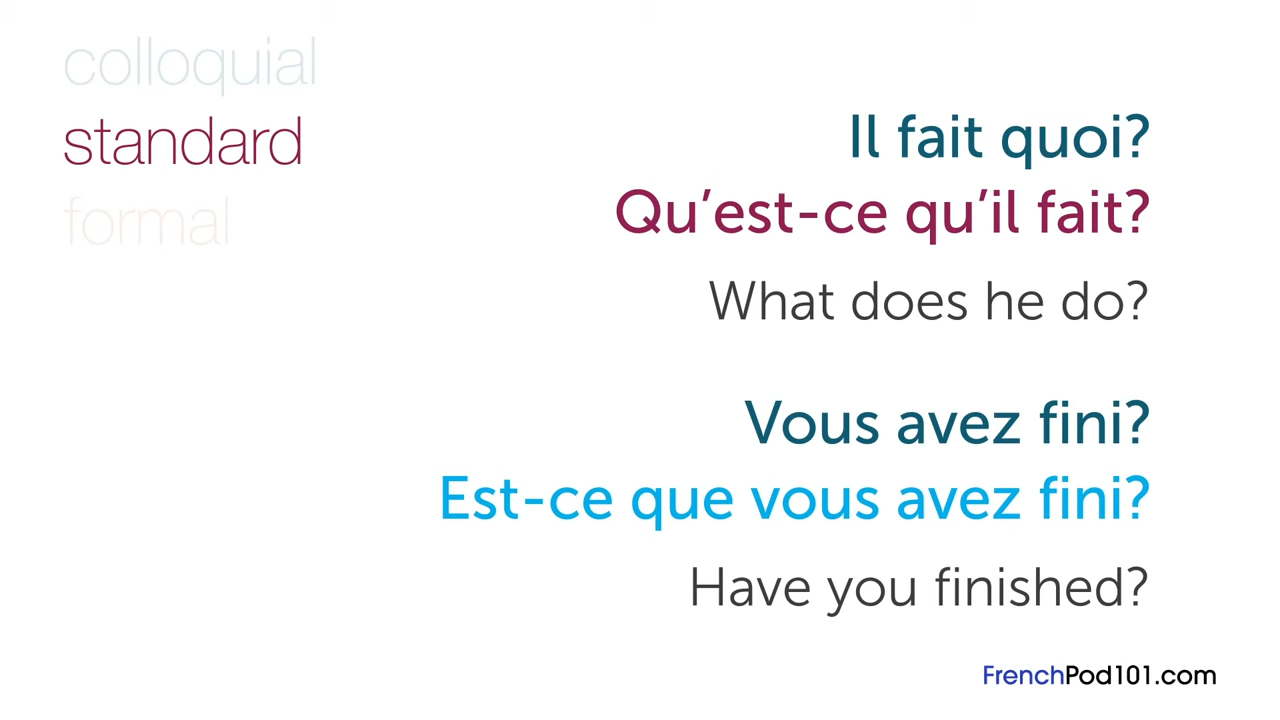 colloquial
standard
formal
Il fait quoi?
Qu’est-ce qu’il fait?
What does he do?
Vous avez fini?
Est-ce que vous avez fini?
Have you finished?
FrenchPod101.com